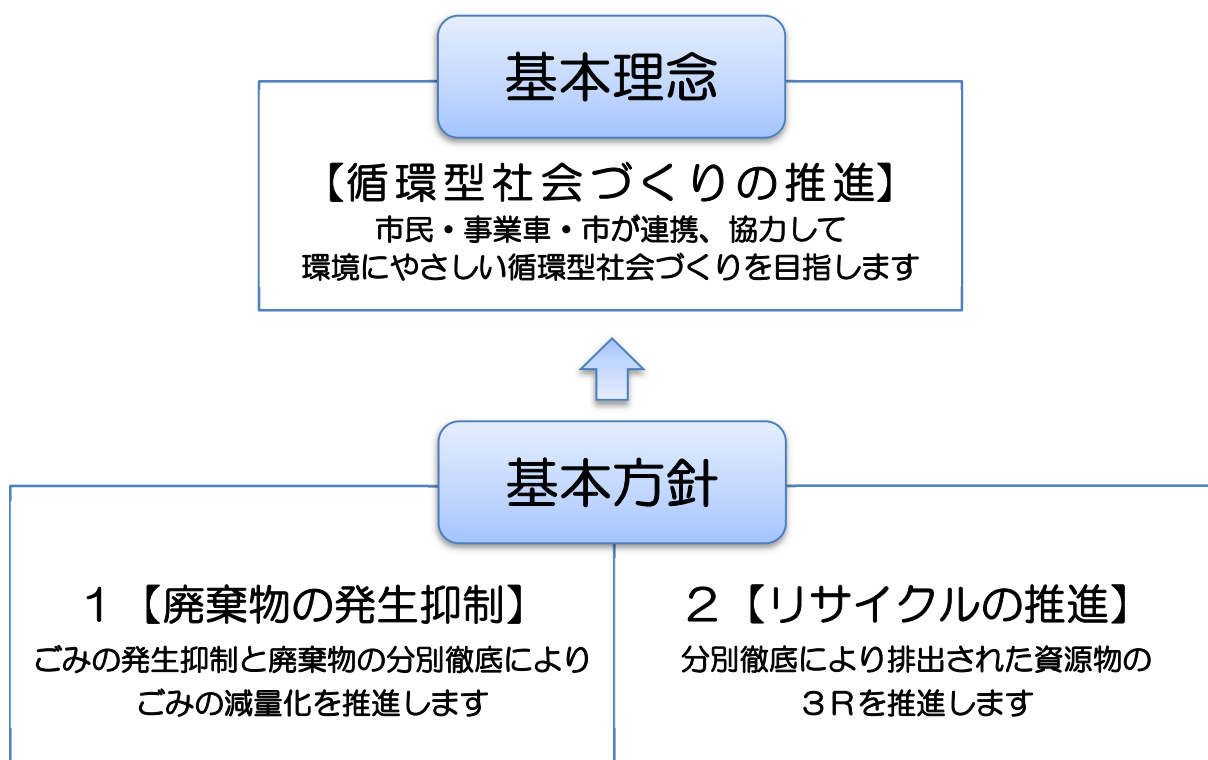 基本理念
【循環型社会づくりの推進】
市民・事業車・市が連携、協力して
環境にやさしい循環型社会づくりを目指します
基本方針
１【廃棄物の発生抑制】
ごみの発生抑制と廃棄物の分別徹底により
ごみの減量化を推進します
２【リサイクルの推進】
分別徹底により排出された資源物の
３Ｒを推進します